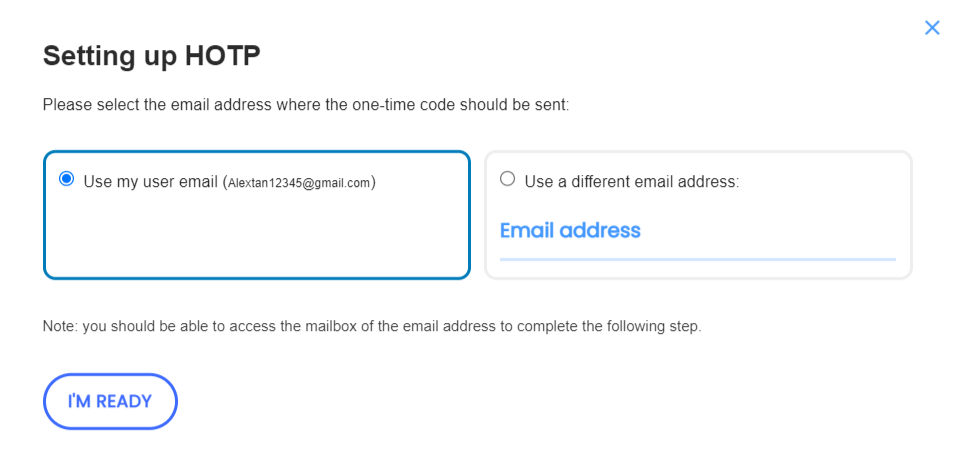 Setting up HOTP
Please select the email address where the one-time code should be sent:
Use my user email (Alextan12345@gmail.com)
Use a different email address:
Email address
Note: you should be able to access the mailbox of the email address to complete the following step.
I'M READY